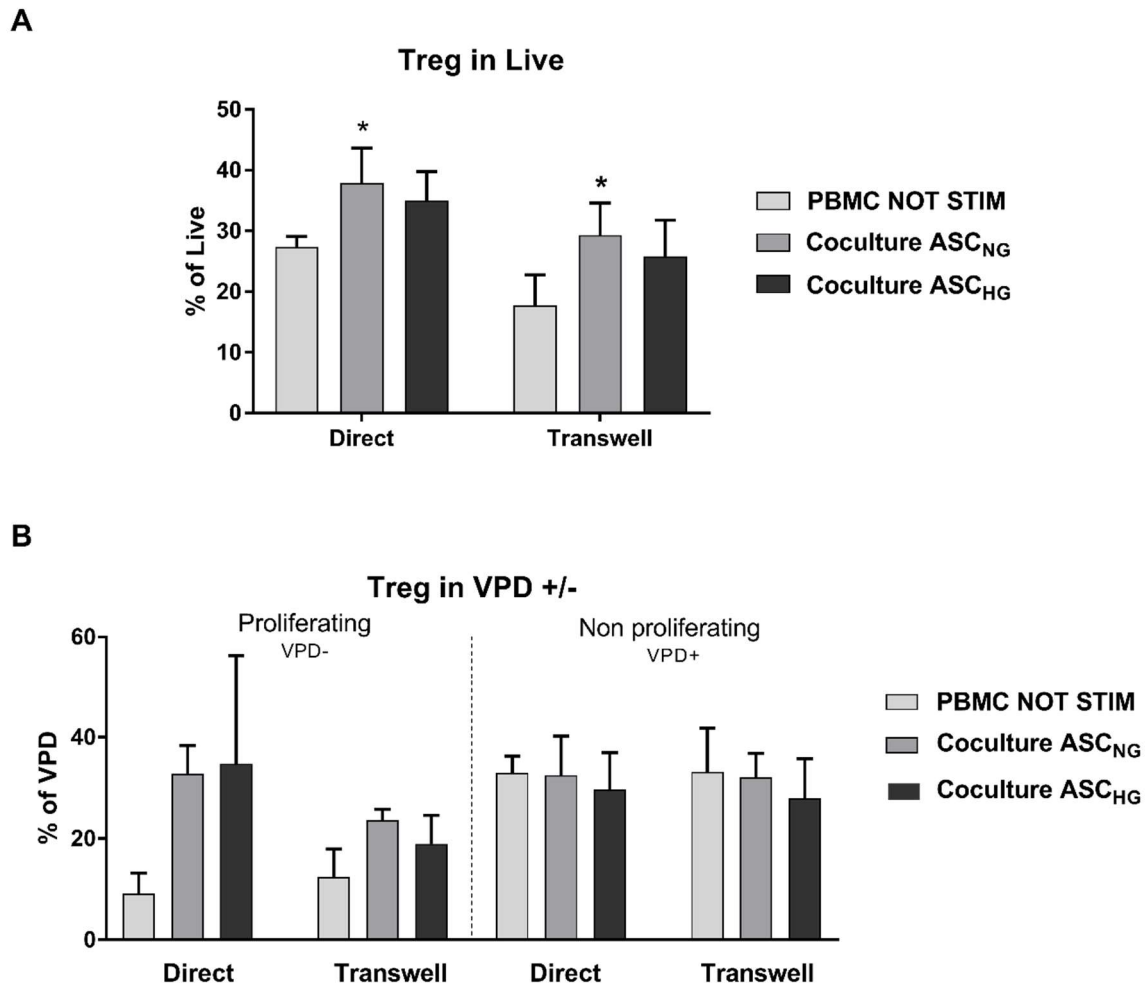 A
Treg in Live
50
40
30
20
10
0
% of Live
*
*
Direct Transwell
PBMC NOT STIM
Coculture ASCNG
Coculture ASCHG
B
Treg in VPD +/-
Proliferating
VPD-
Non proliferating
VPD+
60
40
20
0
% of VPD
Direct Transwell Direct Transwell
PBMC NOT STIM
Coculture ASCNG
Coculture ASCHG